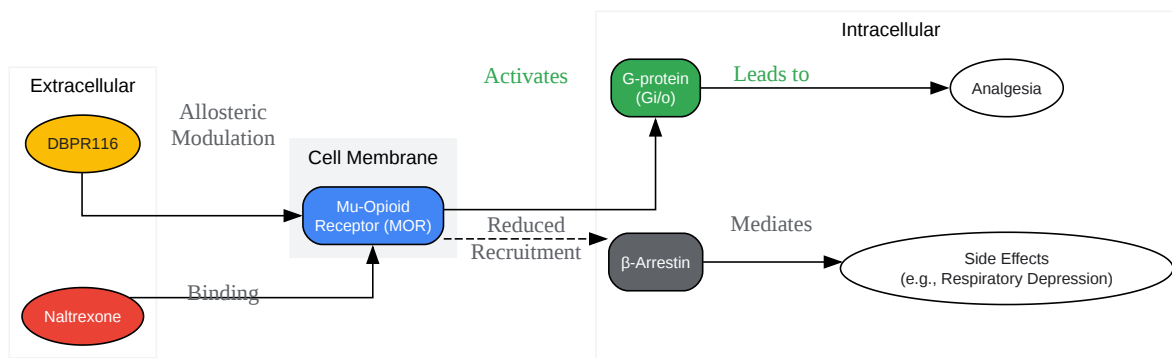 Intracellular
Extracellular
DBPR116
Allosteric
Modulation
Cell Membrane
Mu-Opioid
Receptor (MOR)
Naltrexone
Binding
Activates
G-protein
(Gi/o)
Leads to
Analgesia
Reduced
Recruitment
β-Arrestin
Mediates
Side Effects
(e.g., Respiratory Depression)